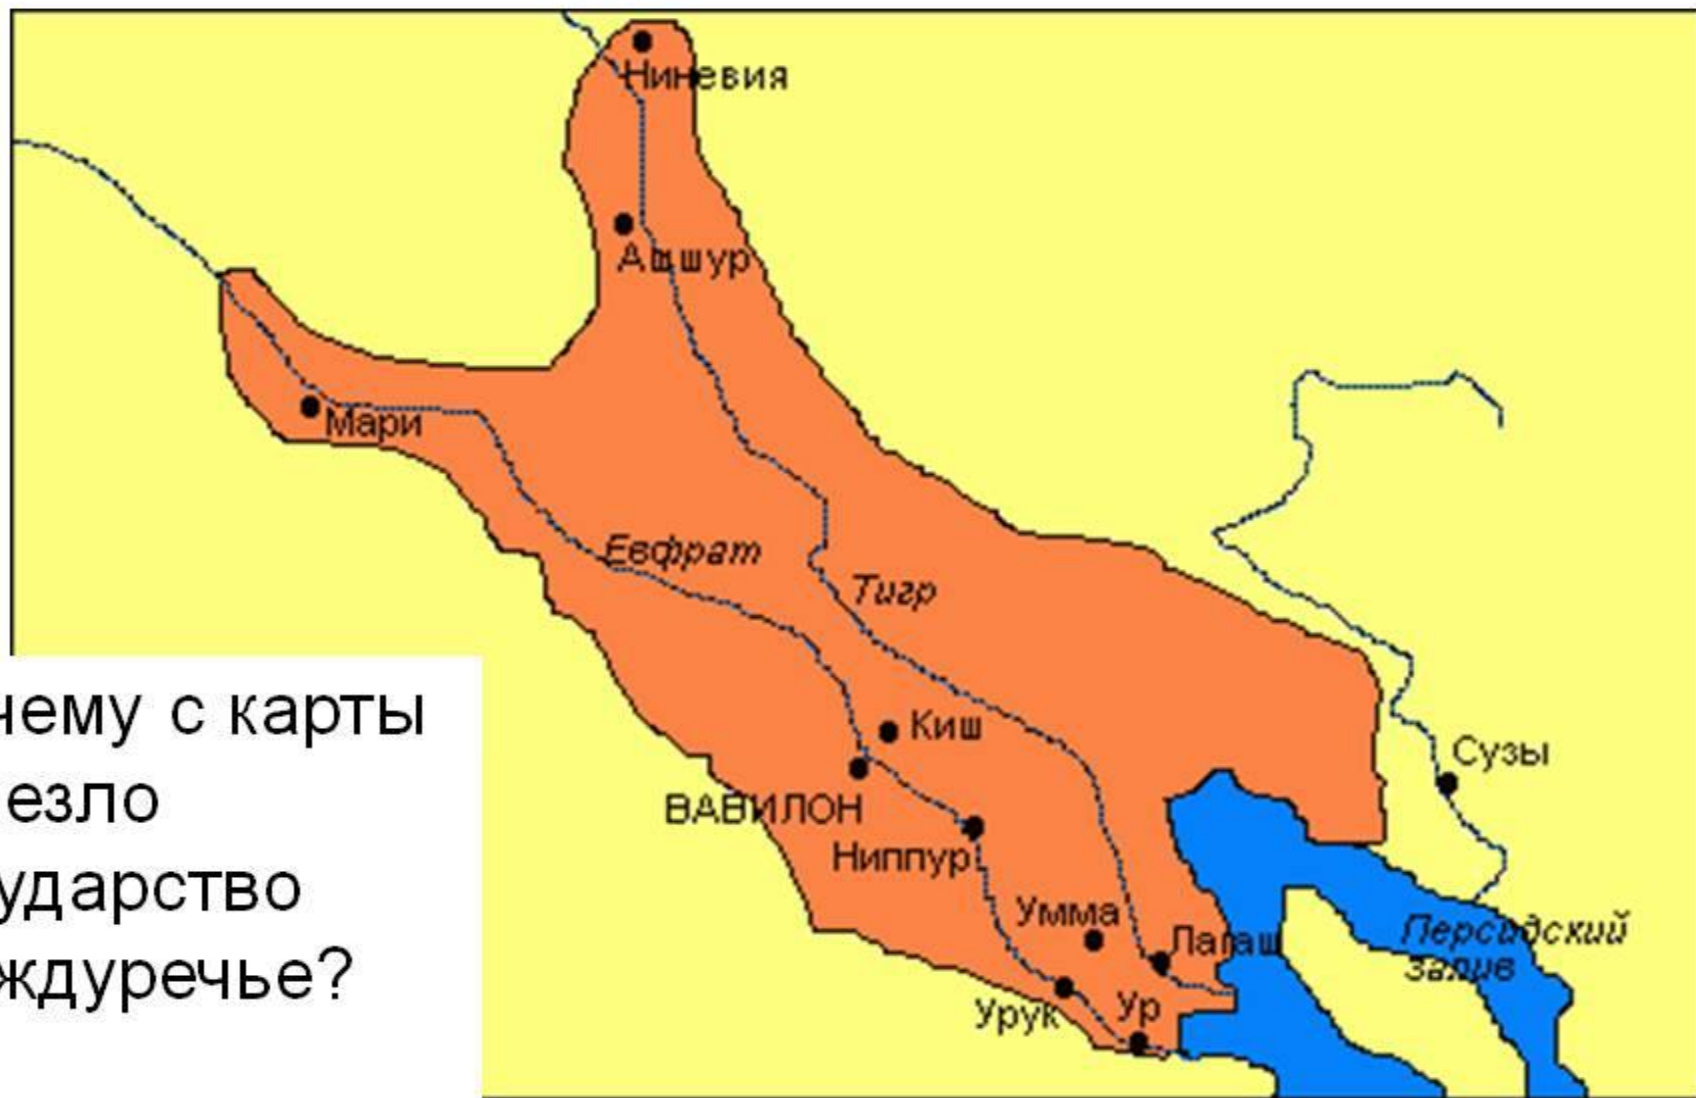 Ниневия
Ашшур
Мари
Евфрат
Тигр
Киш
ВАВИЛОН
Ниппур
Сузы
Умма
Лагаш
Персидский
залив
Урук
Ур
чему с карты
езло
ударство
ждуречье?